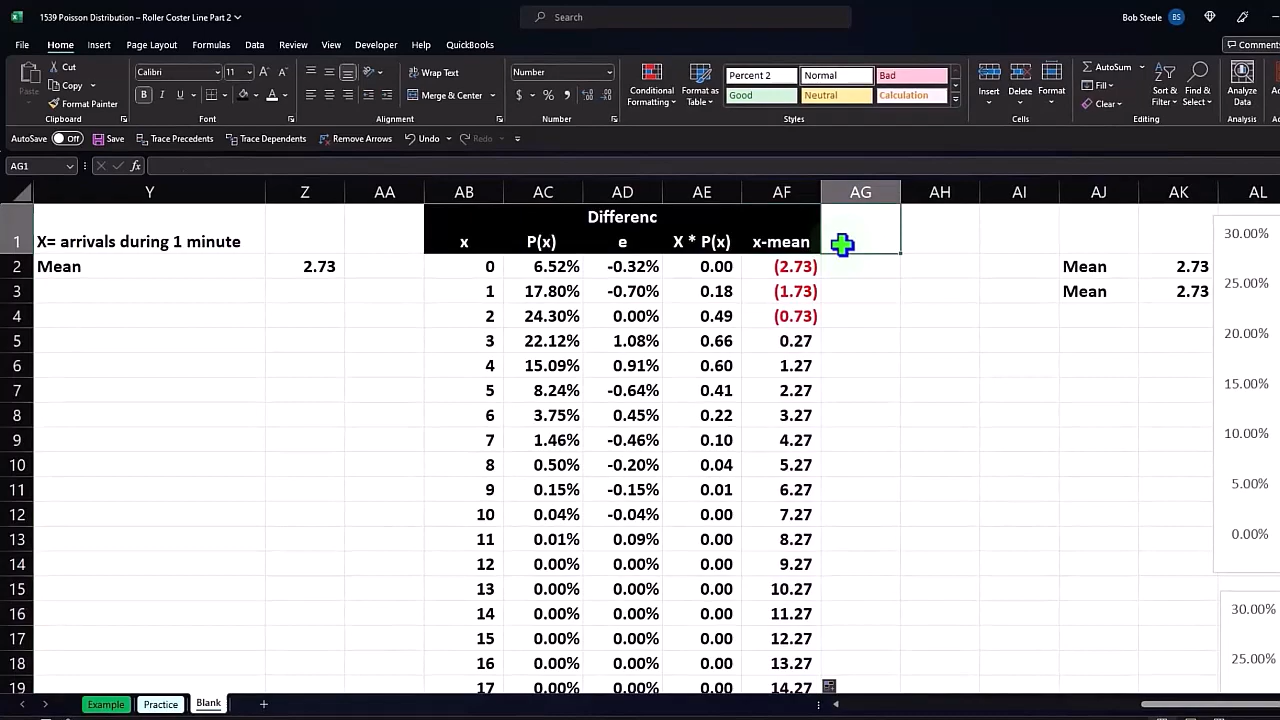 1539 Poisson Distribution – Roller Coster Line Part 2
Search
Bob Steele BS
File Home Insert Page Layout Formulas Data Review View Developer Help QuickBooks
Comments
Paste
Cut
Copy
Format Painter
Clipboard
Calibri 11
Font
Wrap Text
Merge & Center
Alignment
Number
Number
Conditional Formatting
Format as Table
Percent 2 Normal Bad
Good Neutral Calculation
Styles
Insert Delete Format
Cells
AutoSum
Fill
Clear
Sort & Filter
Find & Select
Editing
Analyze Data
Analysis
AutoSave Off Save Trace Precedents Trace Dependents Remove Arrows Undo Redo
AG1 fx
Y Z AA AB AC AD AE AF AG AH AI AJ AK AL
Differenc
1 X= arrivals during 1 minute x P(x) e X * P(x) x-mean 30.00%
2 Mean 2.73 0 6.52% -0.32% 0.00 (2.73) Mean 2.73
3 1 17.80% -0.70% 0.18 (1.73) Mean 2.73 25.00%
4 2 24.30% 0.00% 0.49 (0.73)
5 3 22.12% 1.08% 0.66 0.27 20.00%
6 4 15.09% 0.91% 0.60 1.27
7 5 8.24% -0.64% 0.41 2.27 15.00%
8 6 3.75% 0.45% 0.22 3.27
9 7 1.46% -0.46% 0.10 4.27 10.00%
10 8 0.50% -0.20% 0.04 5.27
11 9 0.15% -0.15% 0.01 6.27 5.00%
12 10 0.04% -0.04% 0.00 7.27
13 11 0.01% 0.09% 0.00 8.27 0.00%
14 12 0.00% 0.00% 0.00 9.27
15 13 0.00% 0.00% 0.00 10.27
16 14 0.00% 0.00% 0.00 11.27 30.00%
17 15 0.00% 0.00% 0.00 12.27
18 16 0.00% 0.00% 0.00 13.27 25.00%
19 17 0.00% 0.00% 0.00 14.27
Example Practice Blank